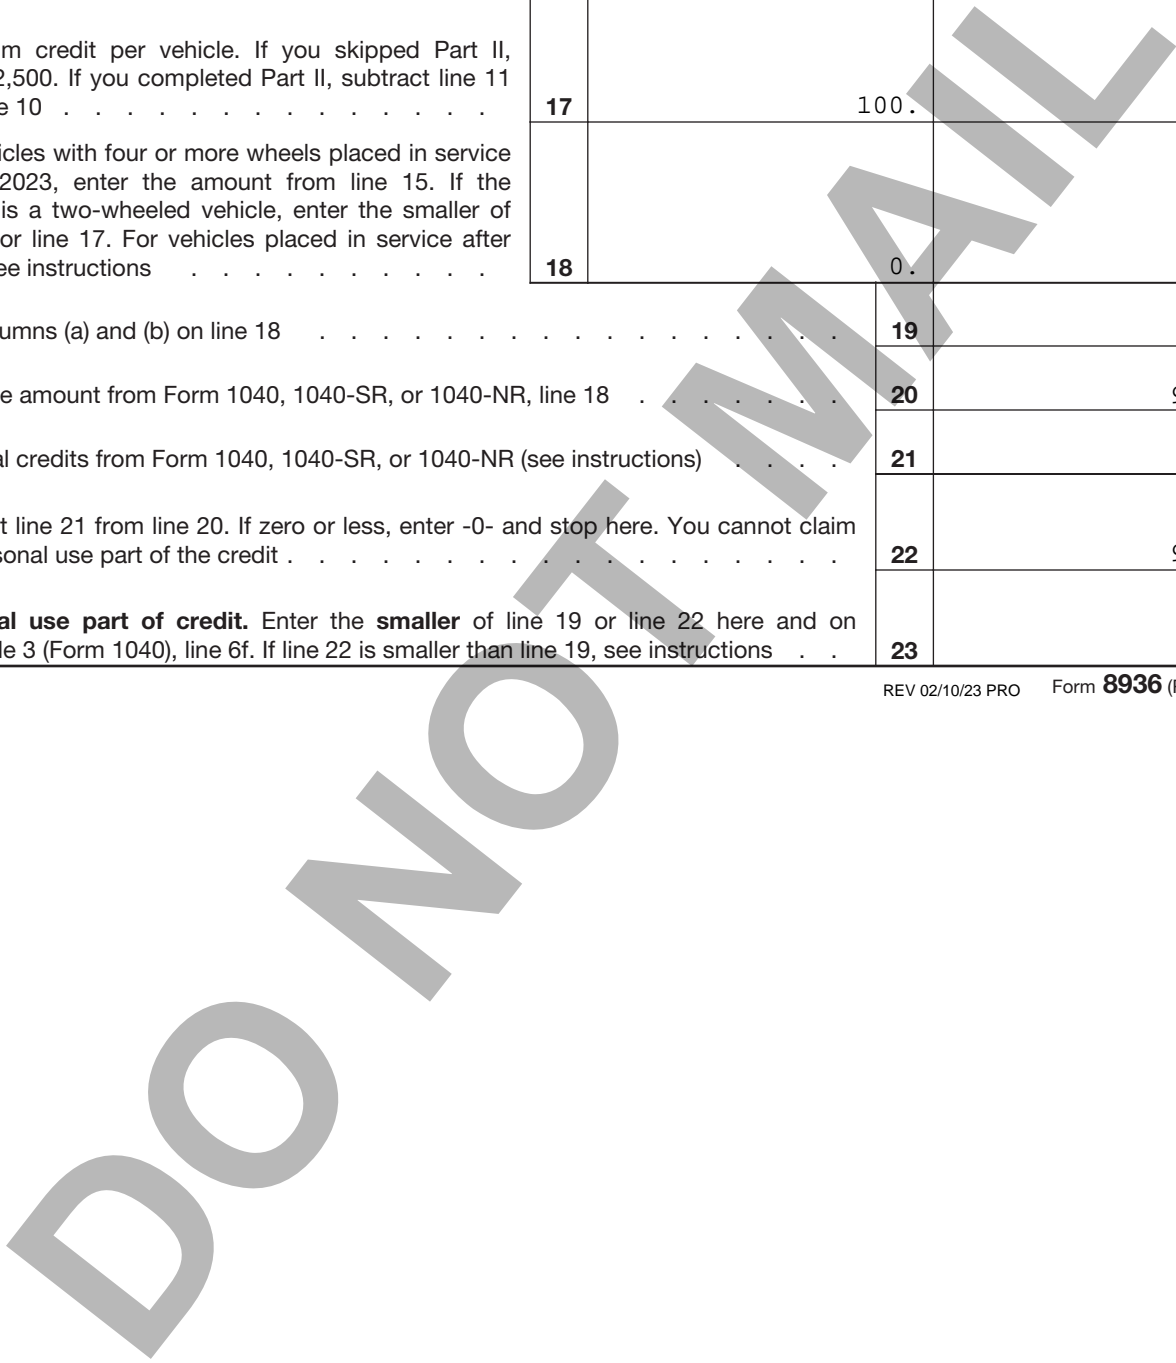 m credit per vehicle. If you skipped Part II,
2,500. If you completed Part II, subtract line 11
e 10 . . . . . . . . . . . . . . 17 100.
icles with four or more wheels placed in service
2023, enter the amount from line 15. If the
is a two-wheeled vehicle, enter the smaller of
or line 17. For vehicles placed in service after
ee instructions . . . . . . . . . . 18 0.
umns (a) and (b) on line 18 . . . . . . . . . . . . . . . . . 19
e amount from Form 1040, 1040-SR, or 1040-NR, line 18 . . . . . . . 20
al credits from Form 1040, 1040-SR, or 1040-NR (see instructions) . . . . 21
t line 21 from line 20. If zero or less, enter -0- and stop here. You cannot claim
sonal use part of the credit . . . . . . . . . . . . . . . . . . 22
al use part of credit. Enter the smaller of line 19 or line 22 here and on
le 3 (Form 1040), line 6f. If line 22 is smaller than line 19, see instructions . . 23
REV 02/10/23 PRO Form 8936
DO NOT MAIL